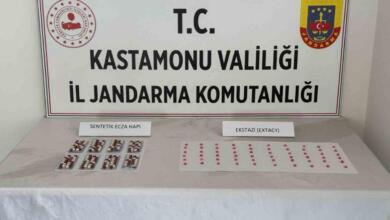 T.C.
KASTAMONU VALİLİĞİ
İL JANDARMA KOMUTANLIĞI
SENTETİK ECZA HAPI
EKSTAZİ (EXTACY)